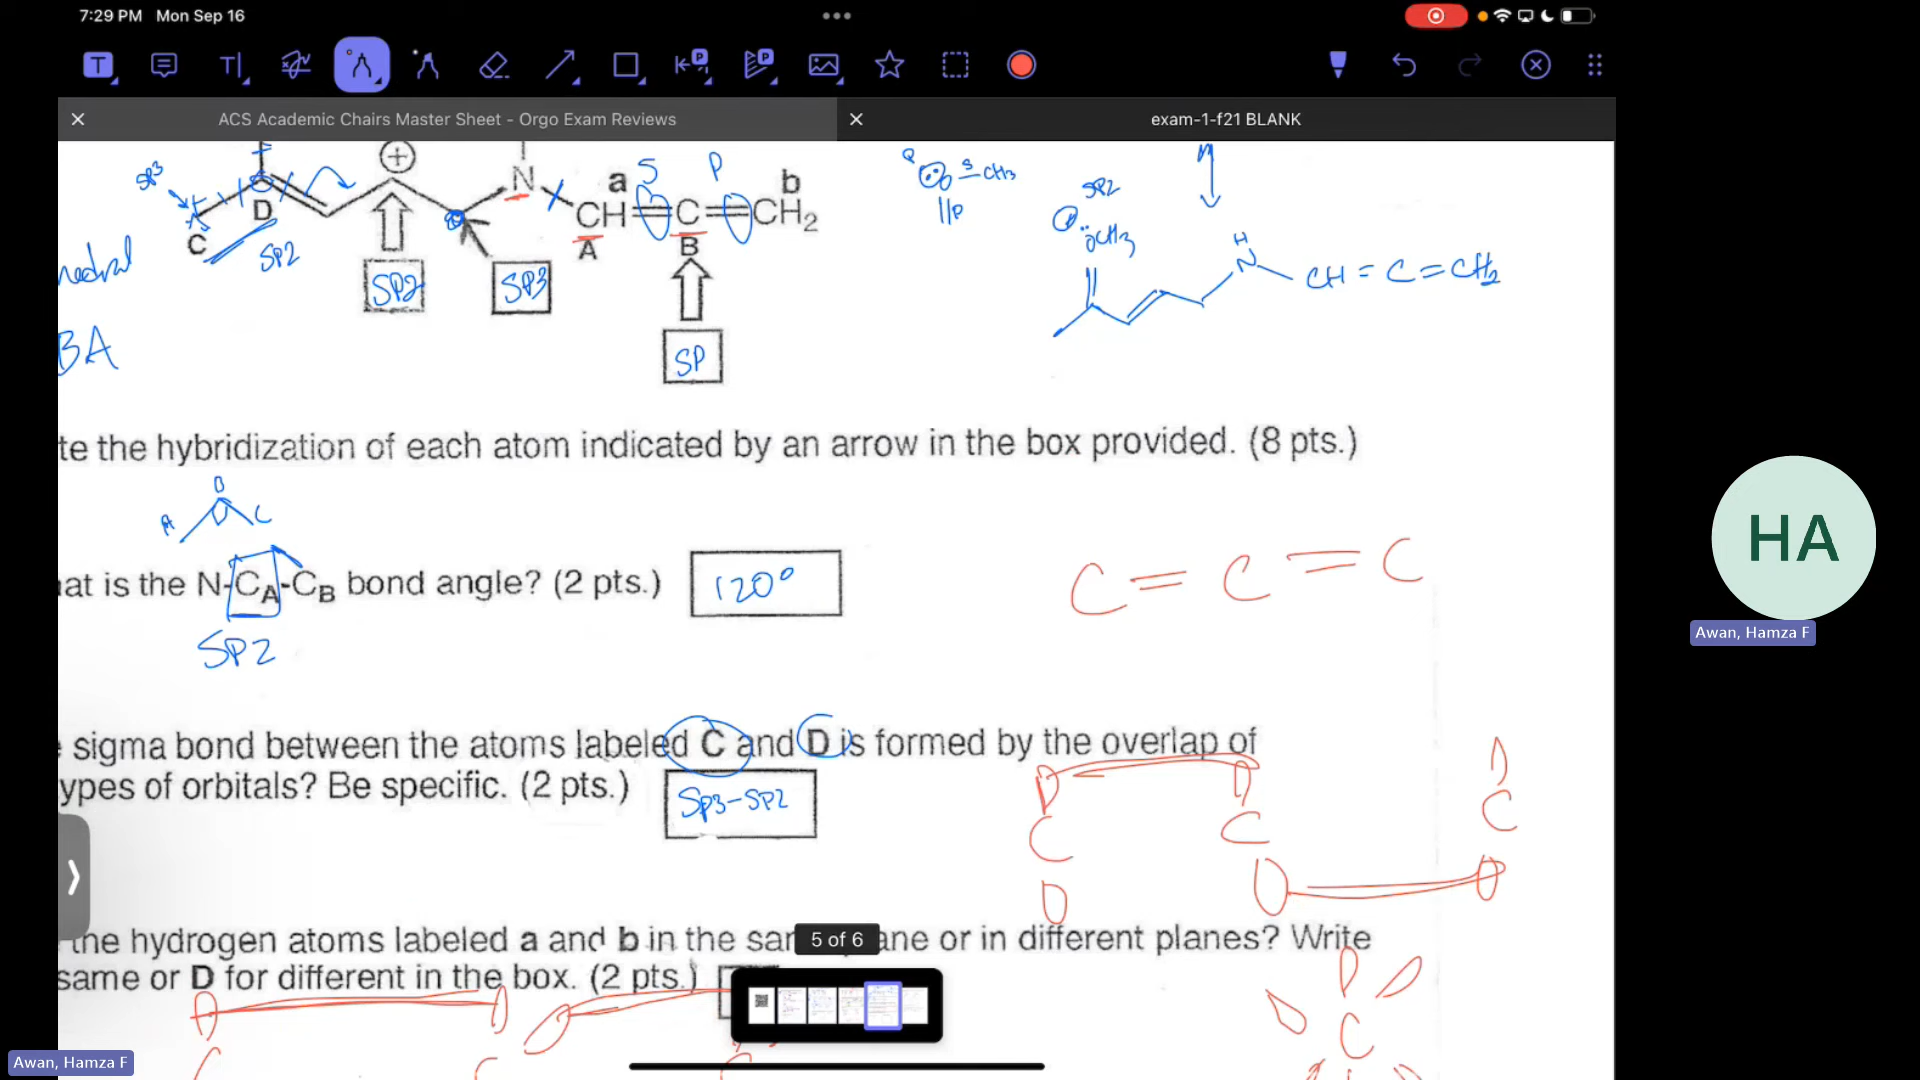 7:29 PM Mon Sep 16
ACS Academic Chairs Master Sheet - Orgo Exam Reviews
exam-1-f21 BLANK
SP3
D
C
SP2
+
SP2
SP3
N
a
S
P
b
CH=C=CH2
A
B
SP
S
CH3
P
SP2
+
OCH3
H
N
CH=C=CH2
BA
te the hybridization of each atom indicated by an arrow in the box provided. (8 pts.)
A
B
C
at is the N-CA-CB bond angle? (2 pts.)
120°
SP2
C=C=C
sigma bond between the atoms labeled C and D is formed by the overlap of
ypes of orbitals? Be specific. (2 pts.)
SP3-SP2
C
C
C
the hydrogen atoms labeled a and b in the
5 of 6
or in different planes? Write
same or D for different in the box. (2 pts.)
C
HA
Awan, Hamza F
Awan, Hamza F